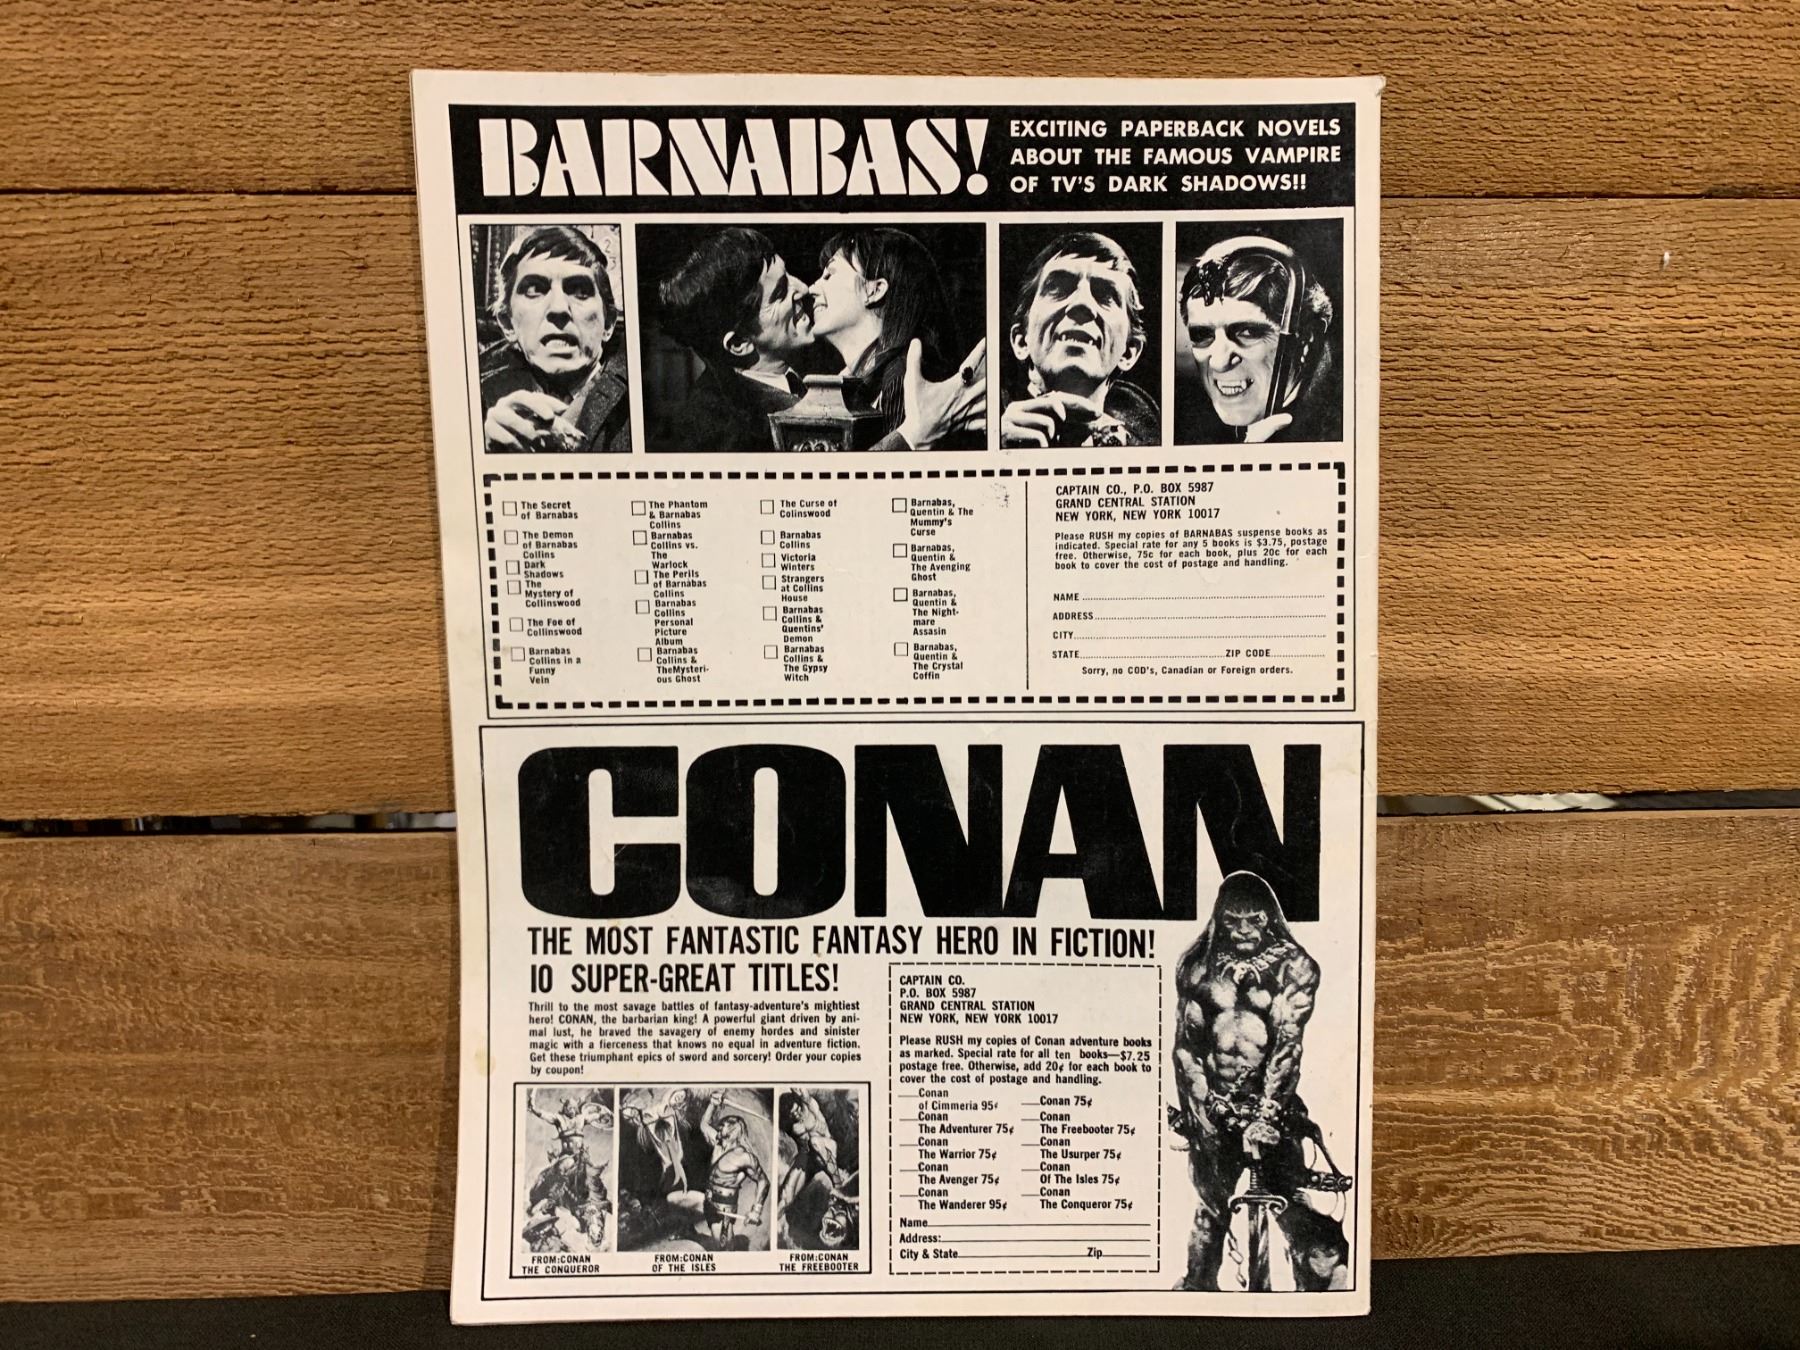 BARNABAS!
EXCITING PAPERBACK NOVELS
ABOUT THE FAMOUS VAMPIRE
OF TV'S DARK SHADOWS!!
The Secret
of Barnabas
The Demon
of Barnabas
Collins
Dark
Shadows
The
Mystery of
Collinswood
The Foe of
Collinswood
Barnabas
Collins in a
Funny
Vein
The Phantom
& Barnabas
Collins
Barnabas
Collins vs.
The
Warlock
The Perils
of Barnabas
Collins
Barnabas
Collins
Personal
Picture
Album
Barnabas
Collins &
TheMysteri-
ous Ghost
The Curse of
Colinswood
Barnabas
Collins
Victoria
Winters
Strangers
at Collins
House
Barnabas
Collins &
Quentins'
Demon
Barnabas
Collins &
The Gypsy
Witch
Barnabas,
Quentin & The
Mummy's
Curse
Barnabas,
Quentin &
The Avenging
Ghost
Barnabas,
Quentin &
The Night-
mare
Assasin
Barnabas,
Quentin &
The Crystal
Coffin
CAPTAIN CO., P.O. BOX 5987
GRAND CENTRAL STATION
NEW YORK, NEW YORK 10017
Please RUSH my copies of BARNABAS suspense books as
indicated. Special rate for any 5 books is $3.75, postage
free. Otherwise, 75c for each book, plus 20c for each
book to cover the cost of postage and handling.
NAME
ADDRESS
CITY
STATE ZIP CODE
Sorry, no COD's, Canadian or Foreign orders.
CONAN
THE MOST FANTASTIC FANTASY HERO IN FICTION!
10 SUPER-GREAT TITLES!
Thrill to the most savage battles of fantasy-adventure's mightiest
hero! CONAN, the barbarian king! A powerful giant driven by ani-
mal lust, he braved the savagery of enemy hordes and sinister
magic with a fierceness that knows no equal in adventure fiction.
Get these triumphant epics of sword and sorcery! Order your copies
by coupon!
FROM:CONAN
THE CONQUEROR
FROM:CONAN
OF THE ISLES
FROM:CONAN
THE FREEBOOTER
CAPTAIN CO.
P.O. BOX 5987
GRAND CENTRAL STATION
NEW YORK, NEW YORK 10017
Please RUSH my copies of Conan adventure books
as marked. Special rate for all ten books—$7.25
postage free. Otherwise, add 20¢ for each book to
cover the cost of postage and handling.
Conan
of Cimmeria 95¢
Conan
The Adventurer 75¢
Conan
The Warrior 75¢
Conan
The Avenger 75¢
Conan
The Wanderer 95¢
Conan 75¢
Conan
The Freebooter 75¢
Conan
The Usurper 75¢
Conan
Of The Isles 75¢
Conan
The Conqueror 75¢
Name
Address:
City & State Zip